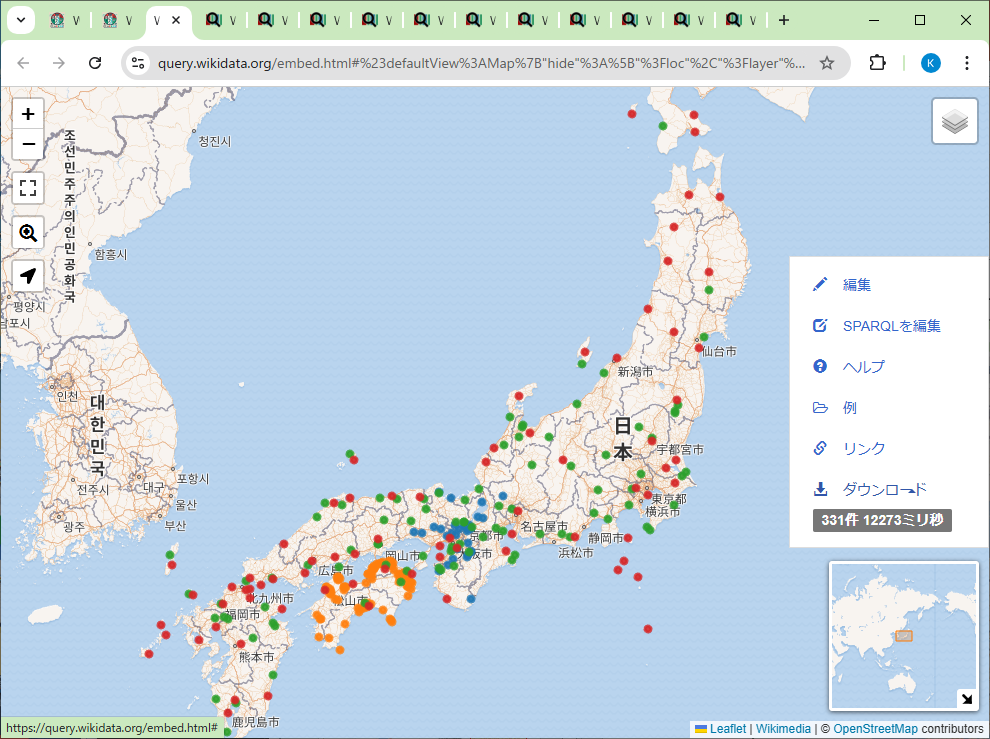 query.wikidata.org/embed.html#%23defaultView%3AMap%7B"hide"%3A%5B"%3Floc"%2C"%3Flayer"%...
K
+
−
청진시
조선민주주의인민공화국
함흥시
평양시
남포시
인천
대한민국
포항시
대구
전주시
울산
광주
부산
日本
仙台市
新潟市
宇都宮市
東京都
横浜市
名古屋市
静岡市
浜松市
京都市
大阪市
岡山市
広島市
松山市
北九州市
福岡市
熊本市
鹿児島市
編集
SPARQLを編集
ヘルプ
例
リンク
ダウンロード
331件 12273ミリ秒
https://query.wikidata.org/embed.html#
Leaflet | Wikimedia | © OpenStreetMap contributors